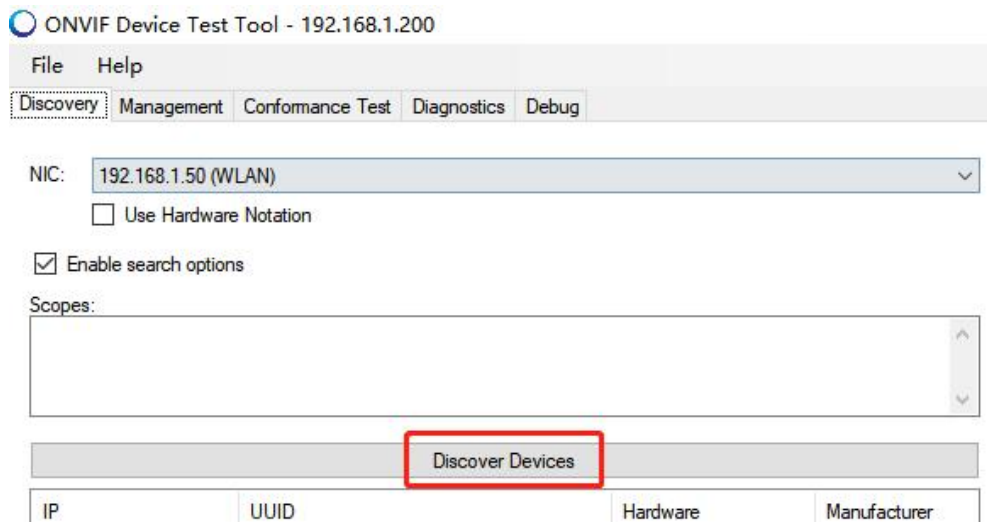 ONVIF Device Test Tool - 192.168.1.200
File Help
Discovery Management Conformance Test Diagnostics Debug
NIC: 192.168.1.50 (WLAN)
Use Hardware Notation
Enable search options
Scopes:
Discover Devices
IP UUID Hardware Manufacturer